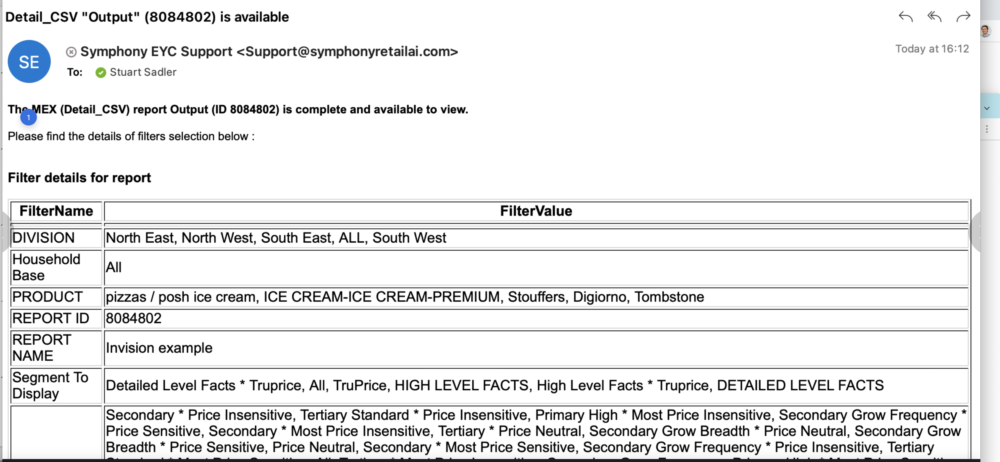 Detail_CSV "Output" (8084802) is available
SE
Symphony EYC Support <Support@symphonyretailai.com>
Today at 16:12
To: Stuart Sadler
The MEX (Detail_CSV) report Output (ID 8084802) is complete and available to view.
1
Please find the details of filters selection below :
Filter details for report
FilterName FilterValue
DIVISION North East, North West, South East, ALL, South West
Household
Base
All
PRODUCT pizzas / posh ice cream, ICE CREAM-ICE CREAM-PREMIUM, Stouffers, Digiorno, Tombstone
REPORT ID 8084802
REPORT
NAME
Invision example
Segment To
Display
Detailed Level Facts * Truprice, All, TruPrice, HIGH LEVEL FACTS, High Level Facts * Truprice, DETAILED LEVEL FACTS
Secondary * Price Insensitive, Tertiary Standard * Price Insensitive, Primary High * Most Price Insensitive, Secondary Grow Frequency *
Price Sensitive, Secondary * Most Price Insensitive, Tertiary * Price Neutral, Secondary Grow Breadth * Price Neutral, Secondary Grow
Breadth * Price Sensitive, Price Neutral, Secondary * Most Price Sensitive, Secondary Grow Frequency * Price Insensitive, Tertiary